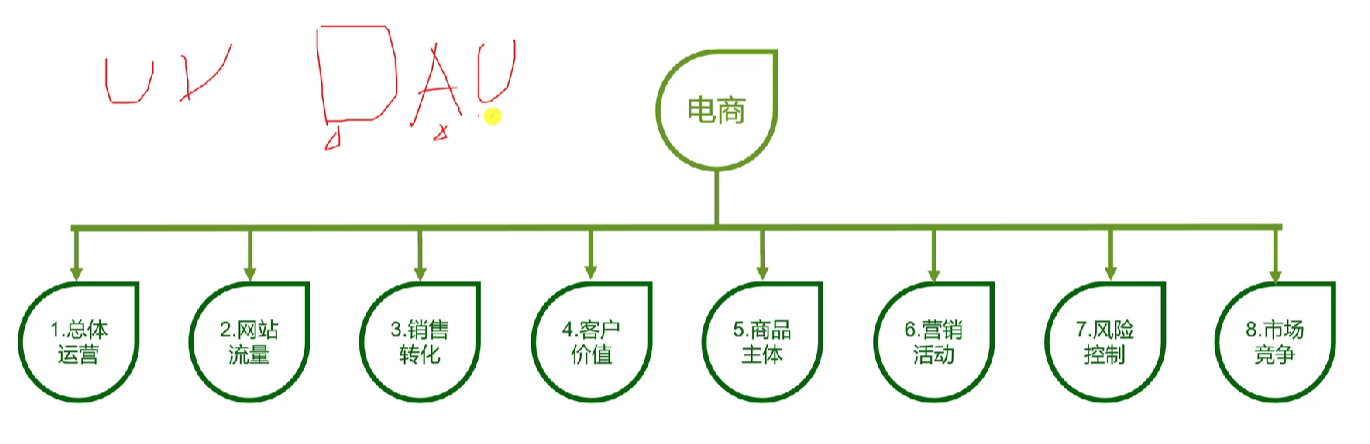 UV DAU
电商
1.总体
运营
2.网站
流量
3.销售
转化
4.客户
价值
5.商品
主体
6.营销
活动
7.风险
控制
8.市场
竞争